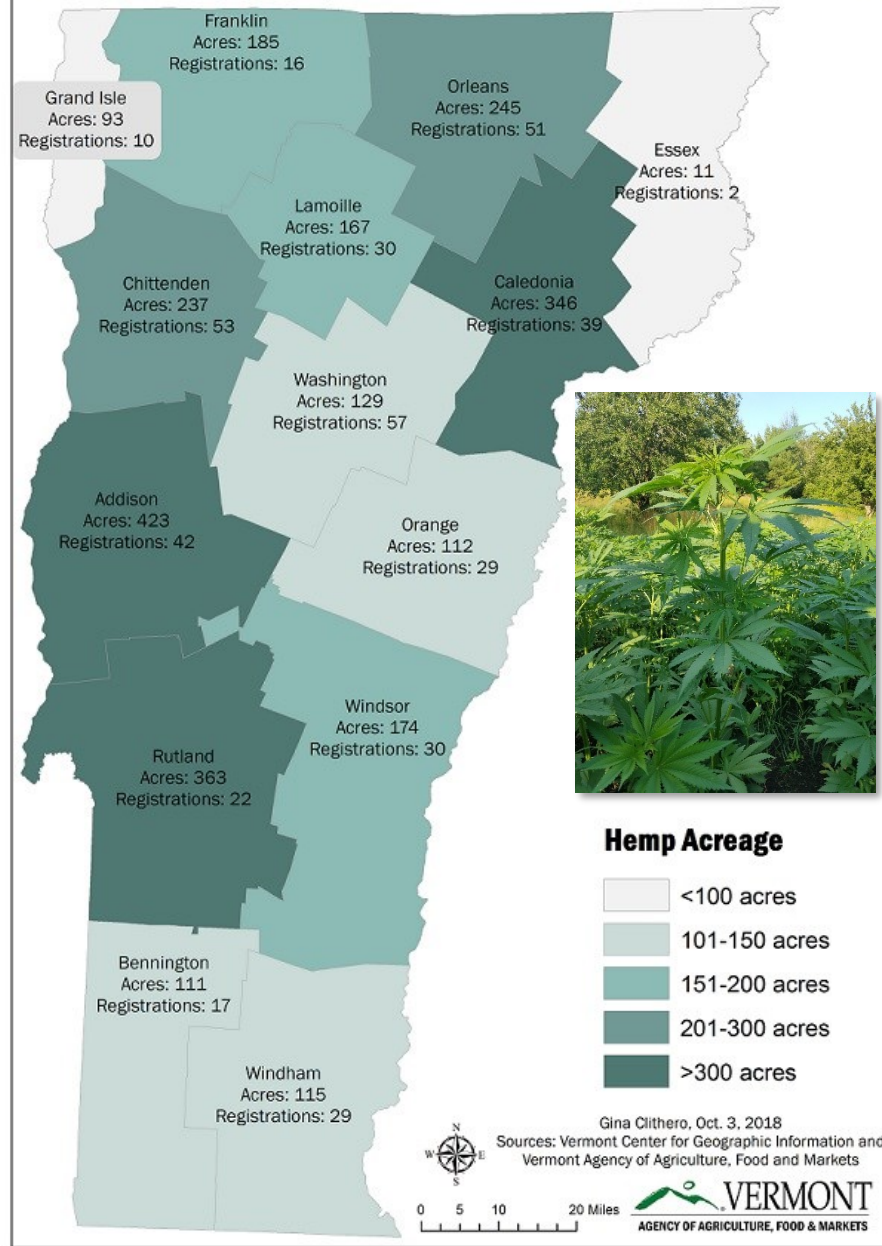 Franklin
Acres: 185
Registrations: 16
Grand Isle
Acres: 93
Registrations: 10
Orleans
Acres: 245
Registrations: 51
Essex
Acres: 11
Registrations: 2
Lamoille
Acres: 167
Registrations: 30
Chittenden
Acres: 237
Registrations: 53
Caledonia
Acres: 346
Registrations: 39
Washington
Acres: 129
Registrations: 57
Addison
Acres: 423
Registrations: 42
Orange
Acres: 112
Registrations: 29
Windsor
Acres: 174
Registrations: 30
Rutland
Acres: 363
Registrations: 22
Bennington
Acres: 111
Registrations: 17
Windham
Acres: 115
Registrations: 29
Hemp Acreage
<100 acres
101-150 acres
151-200 acres
201-300 acres
>300 acres
Gina Clithero, Oct. 3, 2018
Sources: Vermont Center for Geographic Information and
Vermont Agency of Agriculture, Food and Markets
N
W E
S
0 5 10 20 Miles
VERMONT
AGENCY OF AGRICULTURE, FOOD & MARKETS